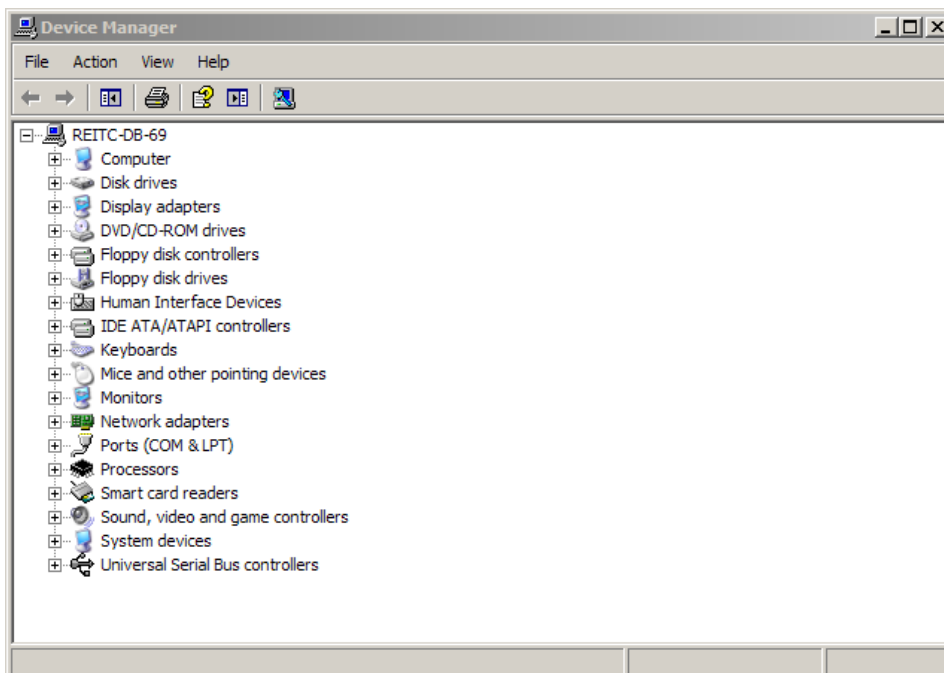 Device Manager
File Action View Help
REITC-DB-69
Computer
Disk drives
Display adapters
DVD/CD-ROM drives
Floppy disk controllers
Floppy disk drives
Human Interface Devices
IDE ATA/ATAPI controllers
Keyboards
Mice and other pointing devices
Monitors
Network adapters
Ports (COM & LPT)
Processors
Smart card readers
Sound, video and game controllers
System devices
Universal Serial Bus controllers